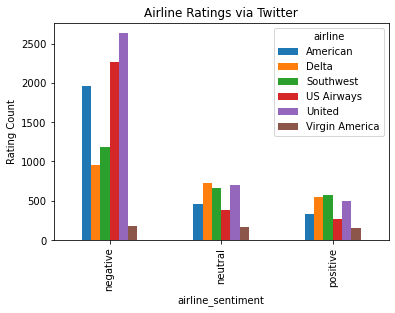 Airline Ratings via Twitter
Rating Count
2500
2000
1500
1000
500
0
airline
American
Delta
Southwest
US Airways
United
Virgin America
negative
neutral
positive
airline_sentiment